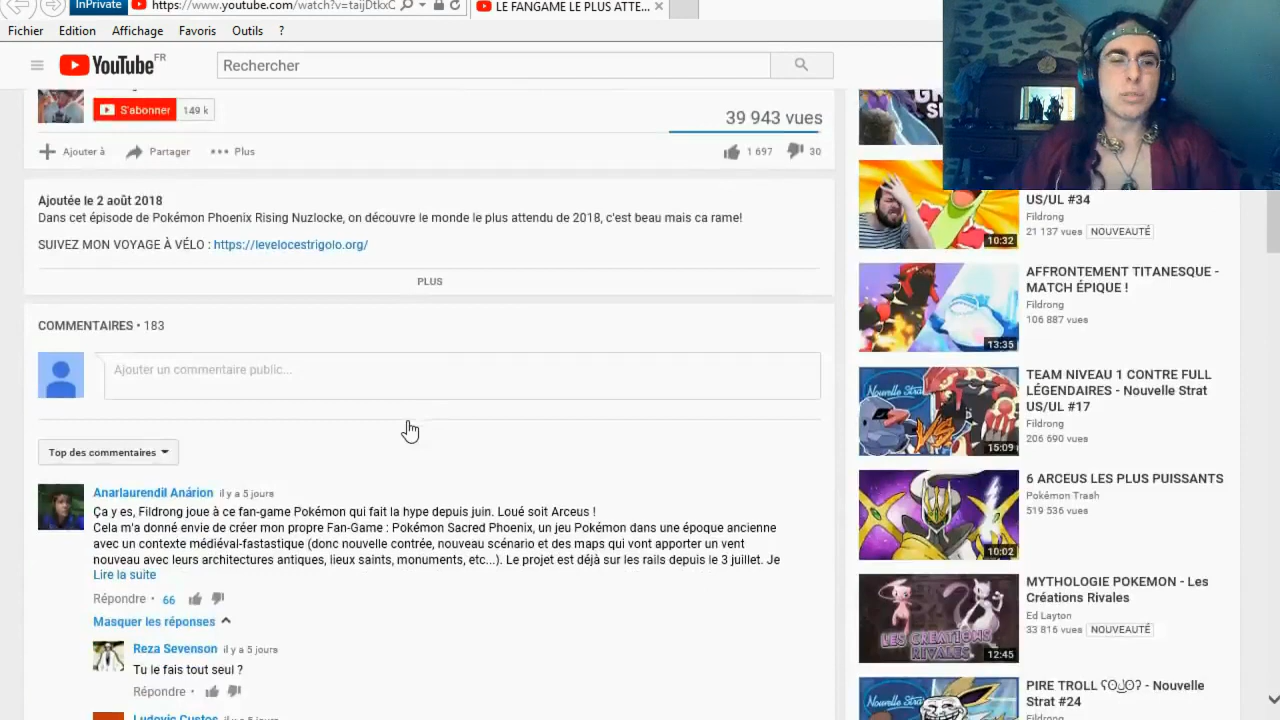 InPrivate
https://www.youtube.com/watch?v=taijDtkxC
LE FANGAME LE PLUS ATTE...
Fichier Edition Affichage Favoris Outils ?
YouTube FR
Rechercher
S'abonner 149 k
39 943 vues
Ajouter à Partager Plus
1 697 30
Ajoutée le 2 août 2018
Dans cet épisode de Pokémon Phoenix Rising Nuzlocke, on découvre le monde le plus attendu de 2018, c'est beau mais ca rame!
SUIVEZ MON VOYAGE À VÉLO : https://levelocestrigolo.org/
PLUS
COMMENTAIRES • 183
Ajouter un commentaire public...
Top des commentaires
Anarlaurendil Anárion il y a 5 jours
Ça y es, Fildrong joue à ce fan-game Pokémon qui fait la hype depuis juin. Loué soit Arceus !
Cela m'a donné envie de créer mon propre FanGame : Pokémon Sacred Phoenix, un jeu Pokémon dans une époque ancienne
avec un contexte médiéval-fastastique (donc nouvelle contrée, nouveau scénario et des maps qui vont apporter un vent
nouveau avec leurs architectures antiques, lieux saints, monuments, etc...). Le projet est déjà sur les rails depuis le 3 juillet. Je
Lire la suite
Répondre • 66
Masquer les réponses
Reza Sevenson il y a 5 jours
Tu le fais tout seul ?
Répondre •
Ludovic Custos il y a 5 jours
US/UL #34
Fildrong
21 137 vues NOUVEAUTÉ
10:32
AFFRONTEMENT TITANESQUE -
MATCH ÉPIQUE !
Fildrong
106 887 vues
13:35
TEAM NIVEAU 1 CONTRE FULL
LÉGENDAIRES - Nouvelle Strat
US/UL #17
Fildrong
206 690 vues
Nouvelle Strat
VS
15:09
6 ARCEUS LES PLUS PUISSANTS
Pokémon Trash
519 536 vues
10:02
MYTHOLOGIE POKEMON - Les
Créations Rivales
Ed Layton
33 816 vues NOUVEAUTÉ
LES CREATIONS
RIVALES
12:45
PIRE TROLL - Nouvelle
Strat #24
Fildrong
Nouvelle Strat